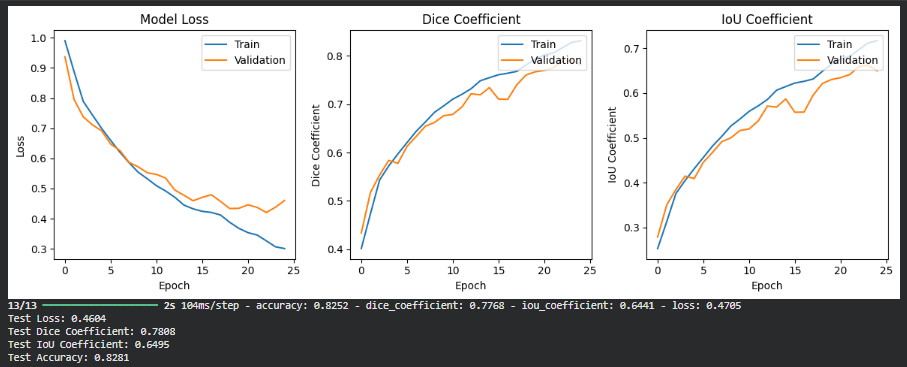 Model Loss
Dice Coefficient
IoU Coefficient
Train
Validation
Train
Validation
Train
Validation
1.0
0.9
0.8
0.7
0.6
0.5
0.4
0.3
Loss
0 5 10 15 20 25
Epoch
0.8
0.7
0.6
0.5
0.4
Dice Coefficient
0 5 10 15 20 25
Epoch
0.7
0.6
0.5
0.4
0.3
IoU Coefficient
0 5 10 15 20 25
Epoch
13/13 ━━━━━━━━━━━━━━━━━━━━ 2s 104ms/step - accuracy: 0.8252 - dice_coefficient: 0.7768 - iou_coefficient: 0.6441 - loss: 0.4705
Test Loss: 0.4604
Test Dice Coefficient: 0.7808
Test IoU Coefficient: 0.6495
Test Accuracy: 0.8281